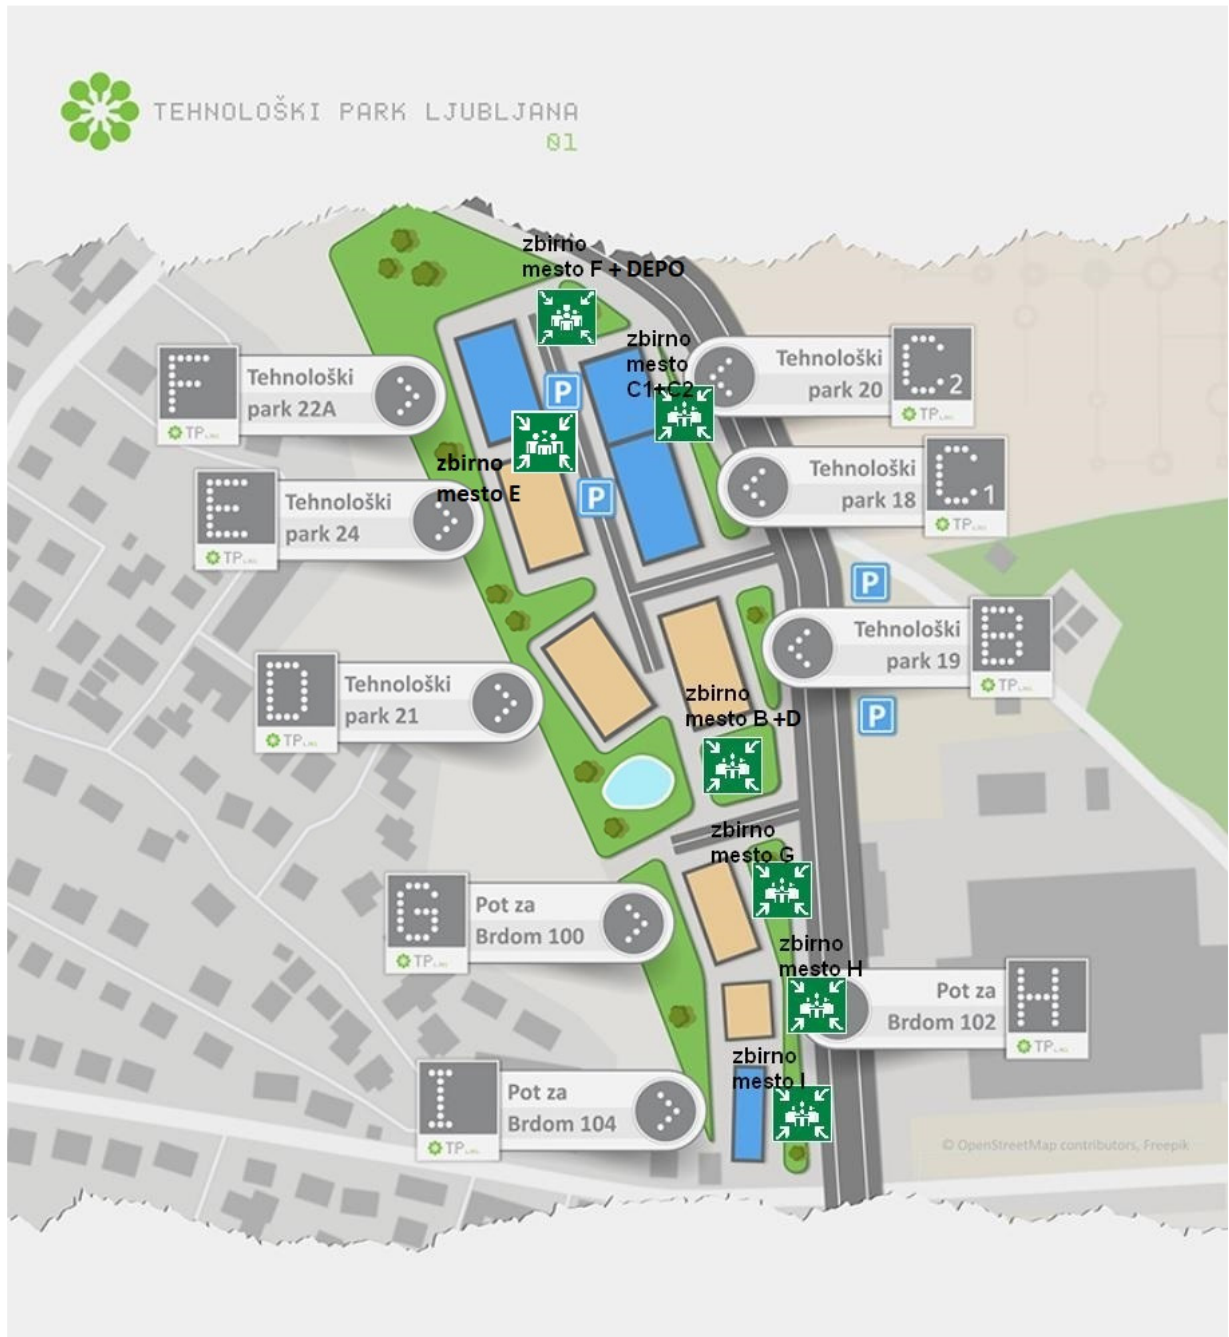 TEHNOLOŠKI PARK LJUBLJANA
01
zbirno
mesto F + DEPO
zbirno
mesto
C1+C2
P
F
Tehnološki
park 22A
TP
Tehnološki
park 20
C2
TP
zbirno
mesto E
P
E
Tehnološki
park 24
TP
Tehnološki
park 18
C1
TP
P
Tehnološki
park 19
B
TP
D
Tehnološki
park 21
TP
zbirno
mesto B +D
P
zbirno
mesto G
G
Pot za
Brdom 100
TP
zbirno
mesto H
Pot za
Brdom 102
H
TP
zbirno
mesto I
I
Pot za
Brdom 104
TP
© OpenStreetMap contributors, Freepik